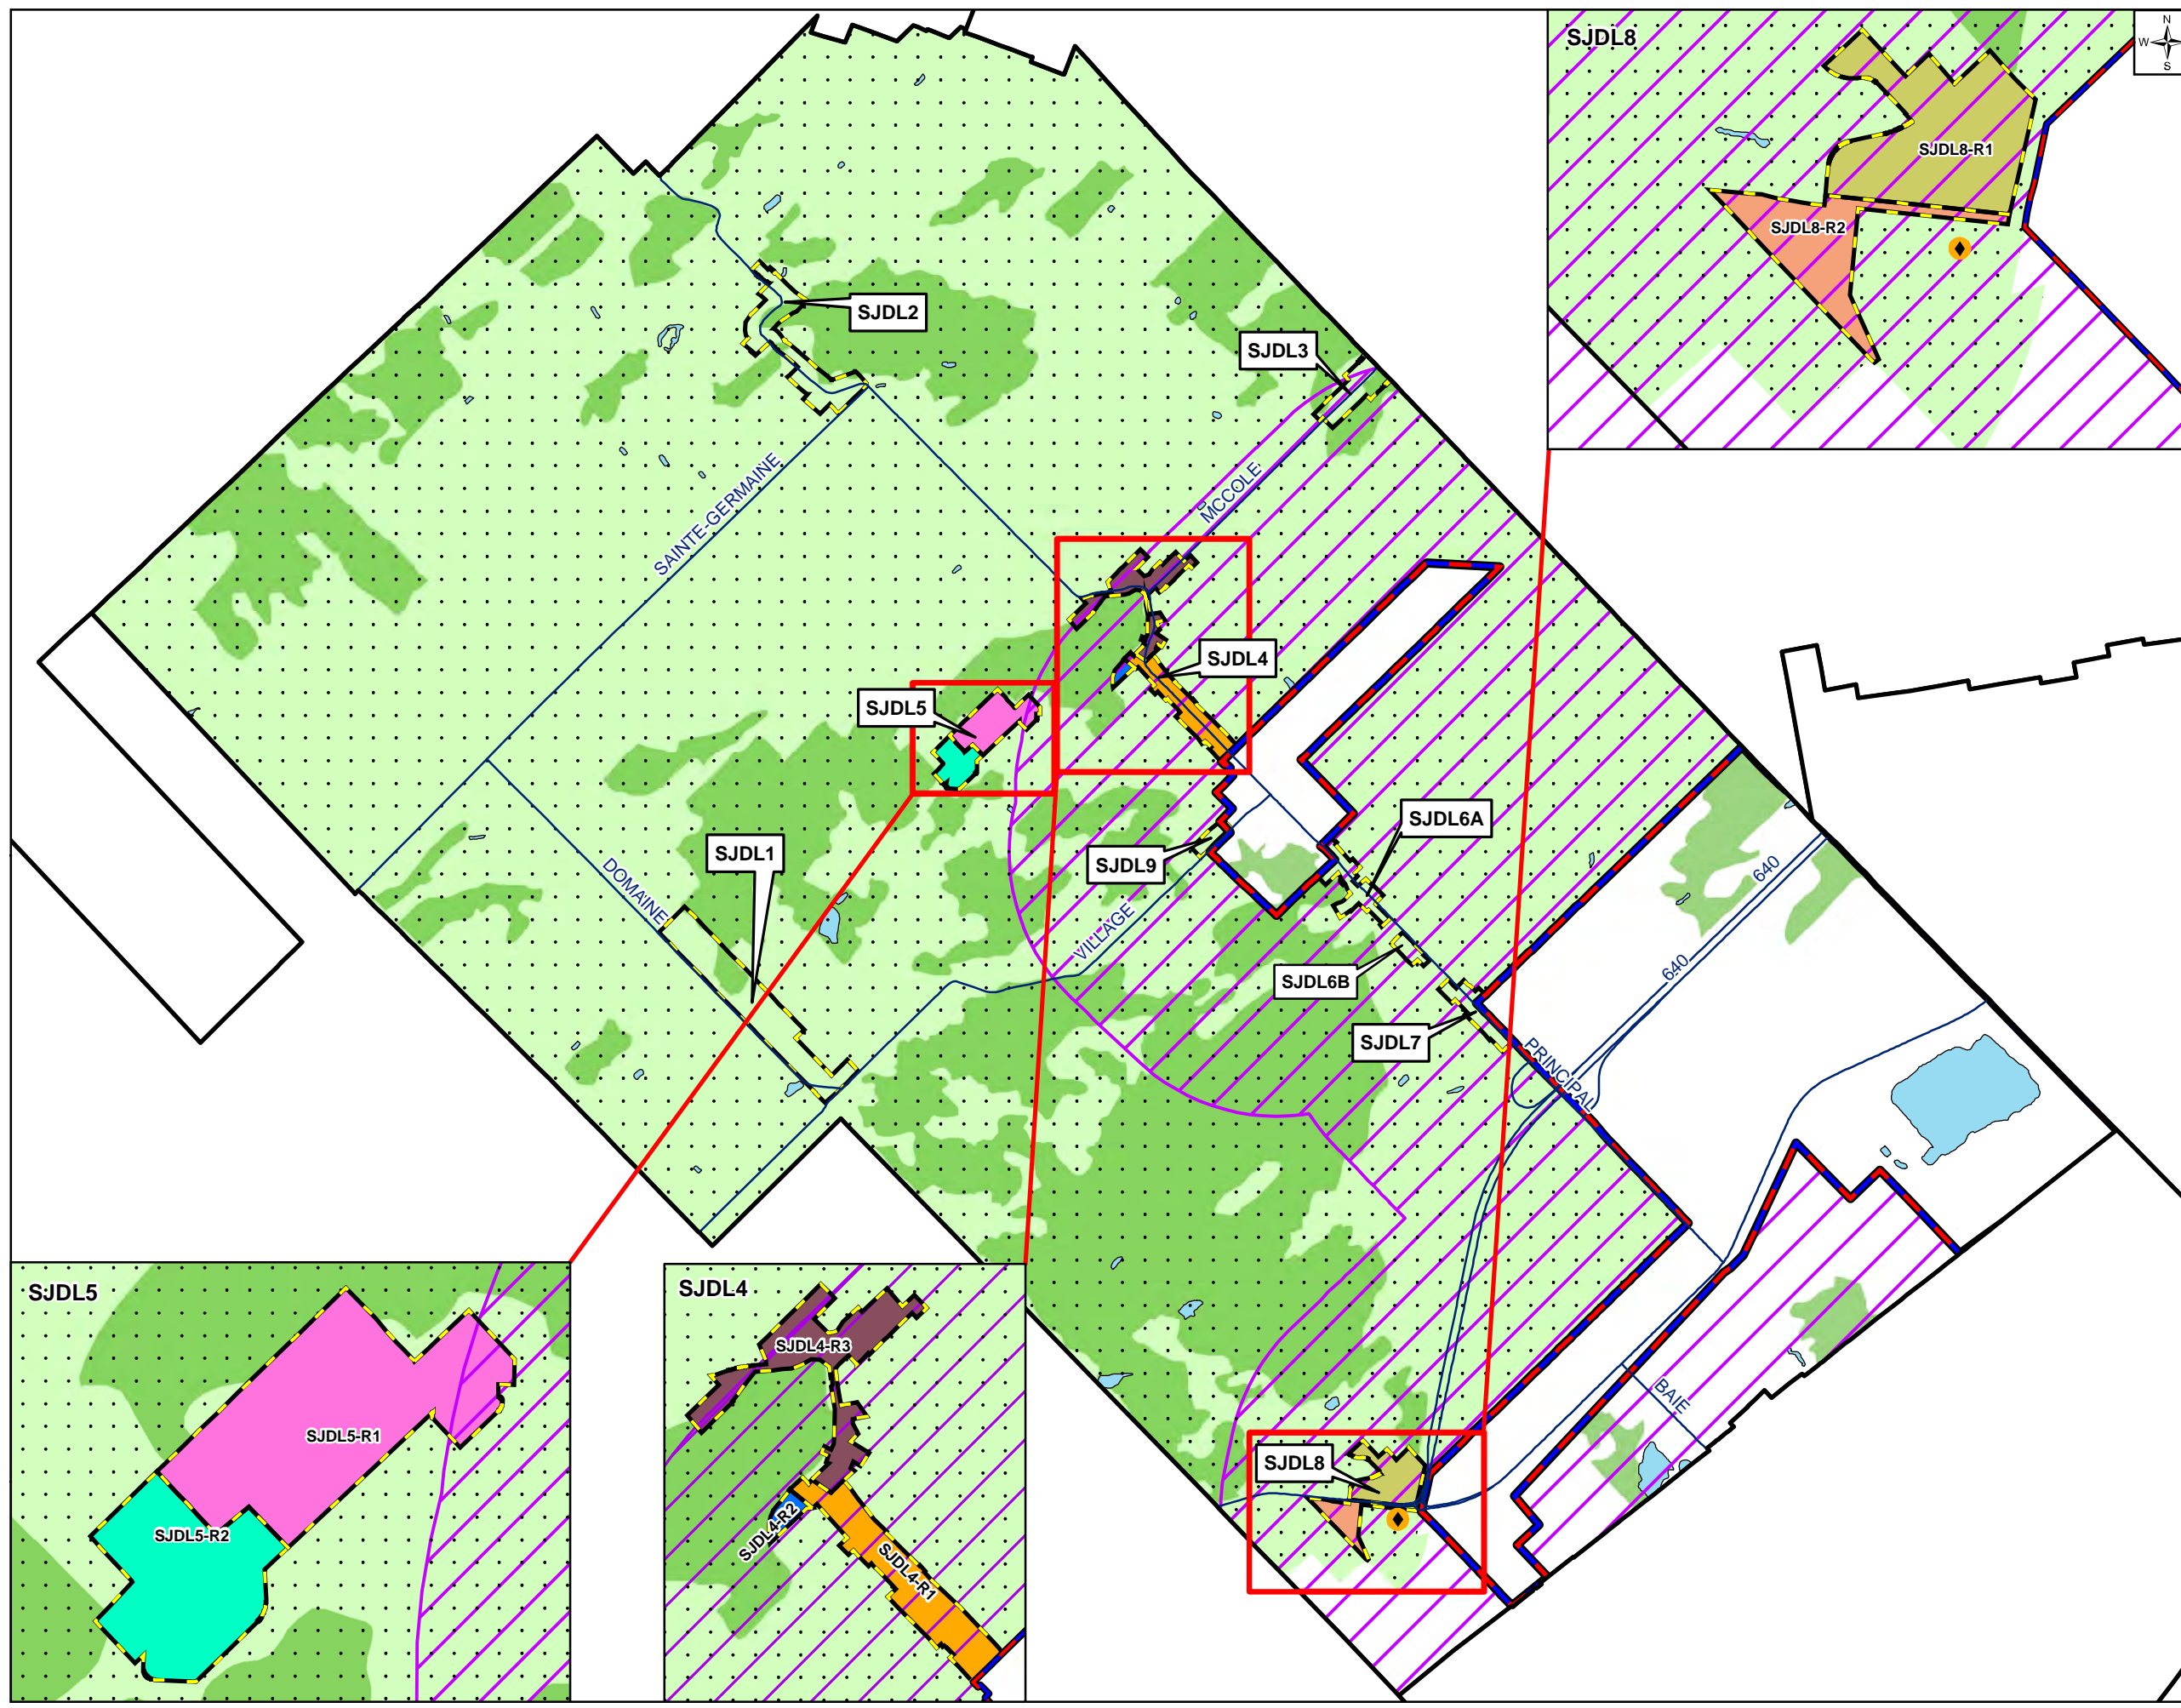 SJDL8
N
W
S
SJDL8-R1
SJDL8-R2
SJDL2
SJDL3
SAINTE-GERMAINE
MCCOLE
SJDL4
SJDL5
SJDL6A
SJDL1
SJDL9
DOMAINE
640
VILLAGE
640
SJDL6B
SJDL7
PRINCIPAL
SJDL5
SJDL4
SJDL4-R3
BAIE
SJDL5-R1
SJDL8
SJDL5-R2
SJDL4-R2
SJDL4-R1